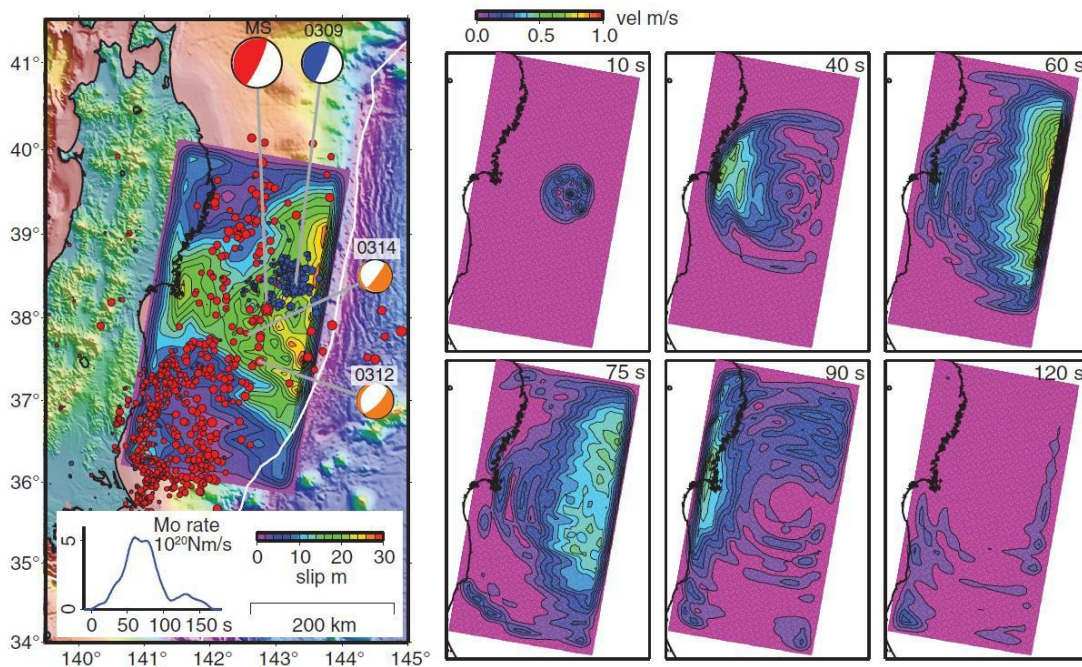 MS
0309
41°
40°
39°
0314
38°
0312
37°
36°
35°
34°
Mo rate
10²⁰Nm/s
5
0
0 50 100 150 s
0 10 20 30
slip m
200 km
140° 141° 142° 143° 144° 145°
vel m/s
0.0 0.5 1.0
10 s
40 s
60 s
75 s
90 s
120 s